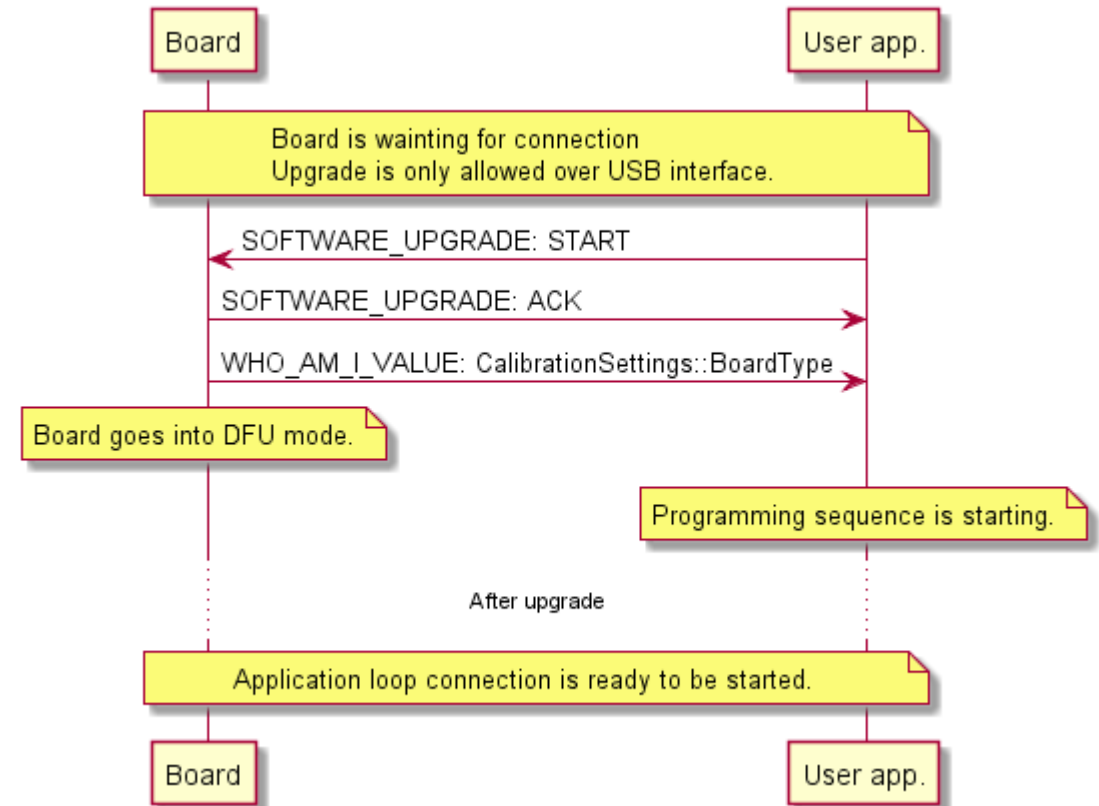 Board
User app.
Board is wainting for connection
Upgrade is only allowed over USB interface.
SOFTWARE_UPGRADE: START
SOFTWARE_UPGRADE: ACK
WHO_AM_I_VALUE: CalibrationSettings::BoardType
Board goes into DFU mode.
Programming sequence is starting.
After upgrade
Application loop connection is ready to be started.
Board
User app.